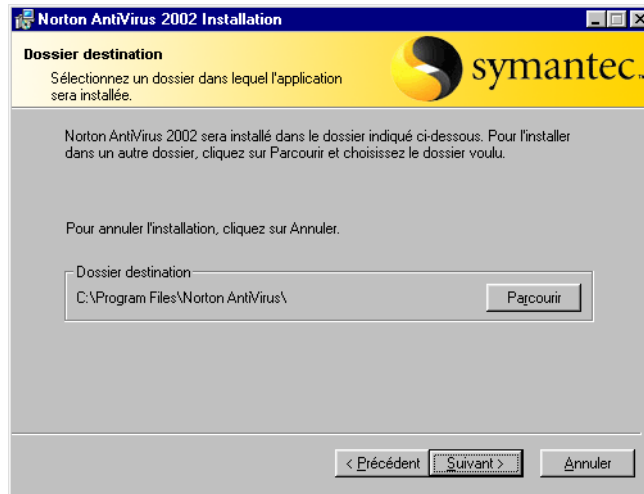 Norton AntiVirus 2002 Installation
Dossier destination
Sélectionnez un dossier dans lequel l'application
sera installée.
symantec.
Norton AntiVirus 2002 sera installé dans le dossier indiqué ci-dessous. Pour l'installer
dans un autre dossier, cliquez sur Parcourir et choisissez le dossier voulu.
Pour annuler l'installation, cliquez sur Annuler.
Dossier destination
C:\Program Files\Norton AntiVirus\
Parcourir
< Précédent
Suivant >
Annuler